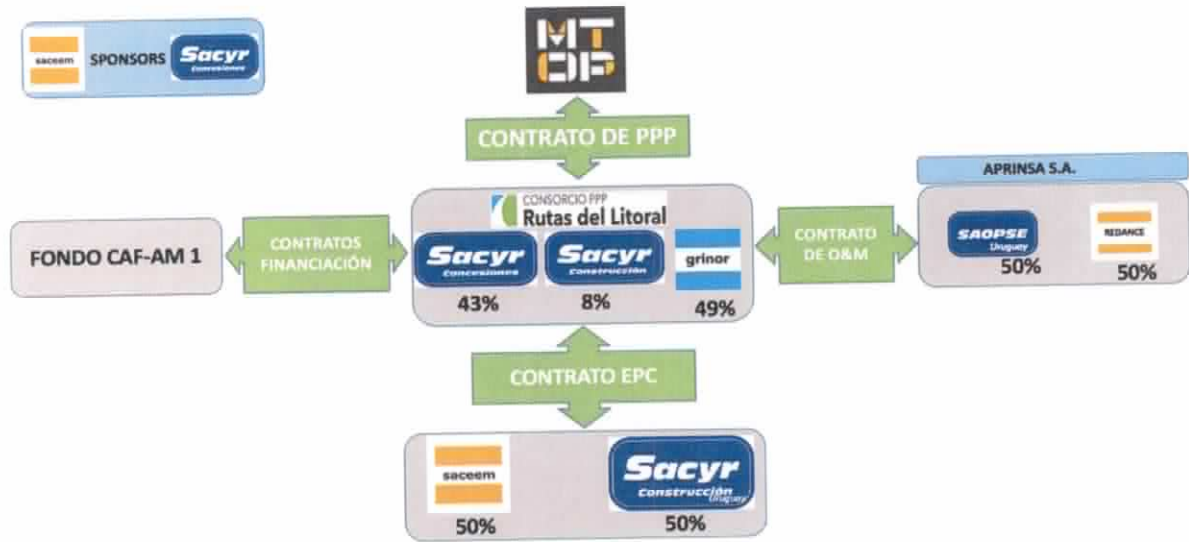 MT
OP
saceem
SPONSORS
Sacyr
Concesiones
CONTRATO DE PPP
APRINSA S.A.
CONSORCIO PPP
Rutas del Litoral
FONDO CAF-AM 1
CONTRATOS
FINANCIACIÓN
Sacyr
Concesiones
43%
Sacyr
Construcción
8%
grinor
49%
CONTRATO
DE O&M
SAOPSE
Uruguay
50%
REDANCE
50%
CONTRATO EPC
saceem
50%
Sacyr
Construcción
Uruguay
50%